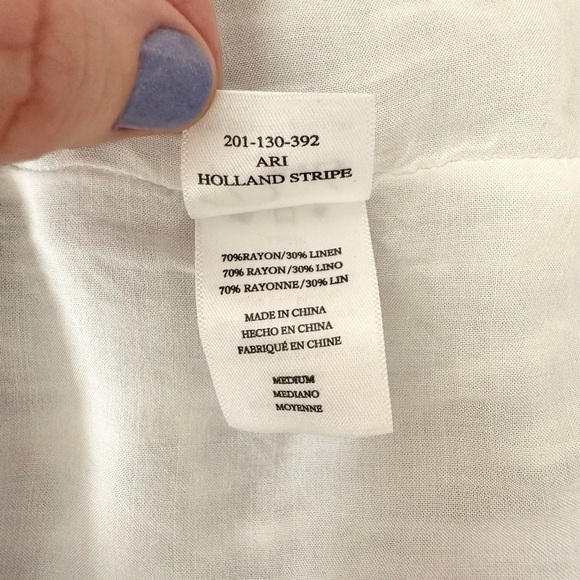 201-130-392
ARI
HOLLAND STRIPE
70%RAYON/30% LINEN
70% RAYON/30% LINO
70% RAYONNE/30% LIN
MADE IN CHINA
HECHO EN CHINA
FABRIQUÉ EN CHINE
MEDIUM
MEDIANO
MOYENNE